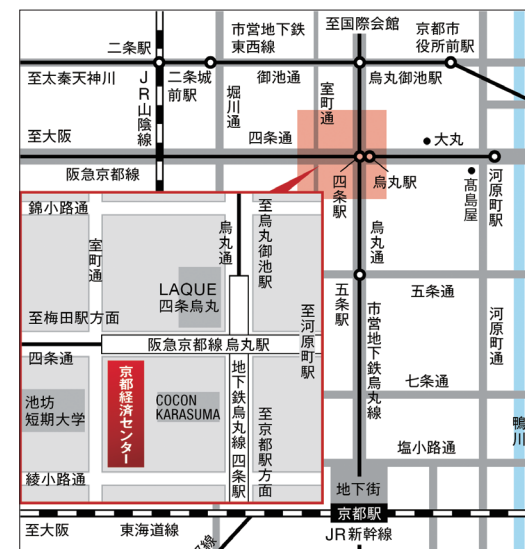 市営地下鉄
東西線
至国際会館
京都市
役所前駅
二条駅
至太秦天神川
JR山陰線
二条城
前駅
御池通
烏丸御池駅
堀川通
室町通
至大阪
四条通
大丸
阪急京都線
四条駅
烏丸駅
髙島屋
河原町駅
烏丸通
五条駅
五条通
市営地下鉄烏丸線
河原町通
七条通
鴨川
塩小路通
地下街
京都駅
至大阪
東海道線
JR新幹線
錦小路通
室町通
烏丸通
至烏丸御池駅
LAQUE
四条烏丸
至梅田駅方面
至河原町駅
阪急京都線 烏丸駅
四条通
京都経済センター
池坊
短期大学
COCON
KARASUMA
地下鉄烏丸線 四条駅
至京都駅方面
綾小路通